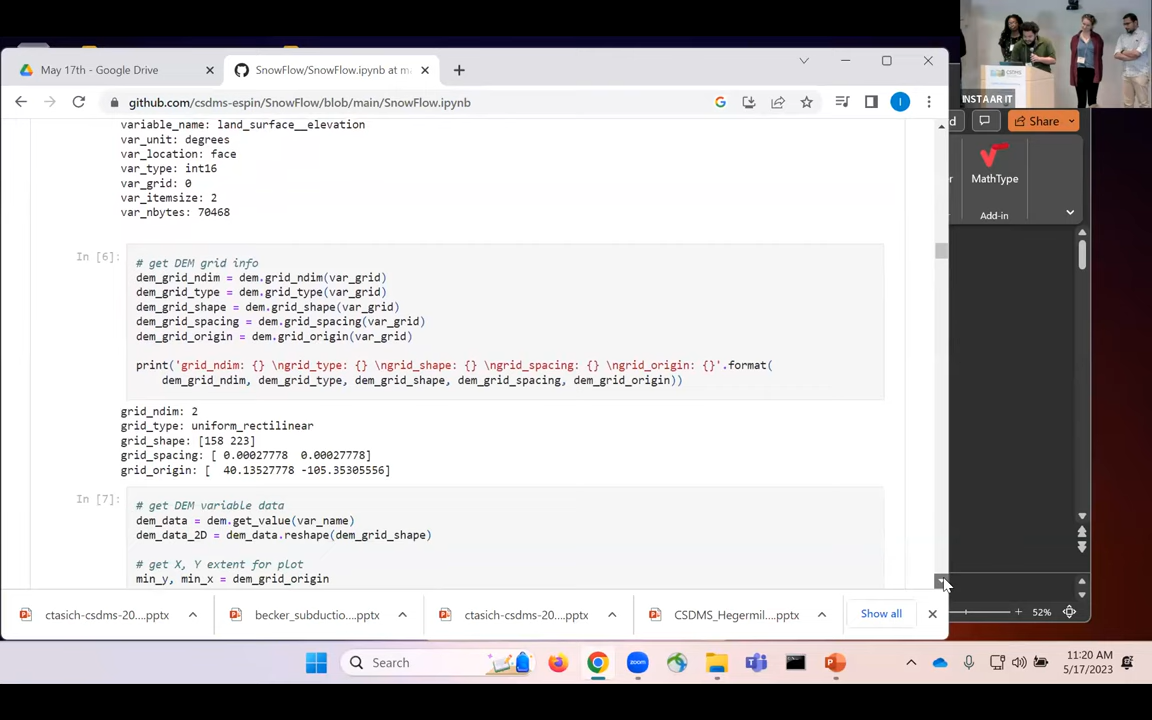 May 17th - Google Drive
SnowFlow/SnowFlow.ipynb at m
github.com/csdms-espin/SnowFlow/blob/main/SnowFlow.ipynb
INSTAAR IT
Share
MathType
Add-in
variable_name: land_surface__elevation
var_unit: degrees
var_location: face
var_type: int16
var_grid: 0
var_itemsize: 2
var_nbytes: 70468
In [6]:
# get DEM grid info
dem_grid_ndim = dem.grid_ndim(var_grid)
dem_grid_type = dem.grid_type(var_grid)
dem_grid_shape = dem.grid_shape(var_grid)
dem_grid_spacing = dem.grid_spacing(var_grid)
dem_grid_origin = dem.grid_origin(var_grid)
print('grid_ndim: {} \ngrid_type: {} \ngrid_shape: {} \ngrid_spacing: {} \ngrid_origin: {}'.format(
dem_grid_ndim, dem_grid_type, dem_grid_shape, dem_grid_spacing, dem_grid_origin))
grid_ndim: 2
grid_type: uniform_rectilinear
grid_shape: [158 223]
grid_spacing: [ 0.00027778 0.00027778]
grid_origin: [ 40.13527778 -105.35305556]
In [7]:
# get DEM variable data
dem_data = dem.get_value(var_name)
dem_data_2D = dem_data.reshape(dem_grid_shape)
# get X, Y extent for plot
min_y, min_x = dem_grid_origin
ctasich-csdms-20....pptx
becker_subductio....pptx
ctasich-csdms-20....pptx
CSDMS_Hegermil....pptx
Show all
52%
Search
11:20 AM
5/17/2023